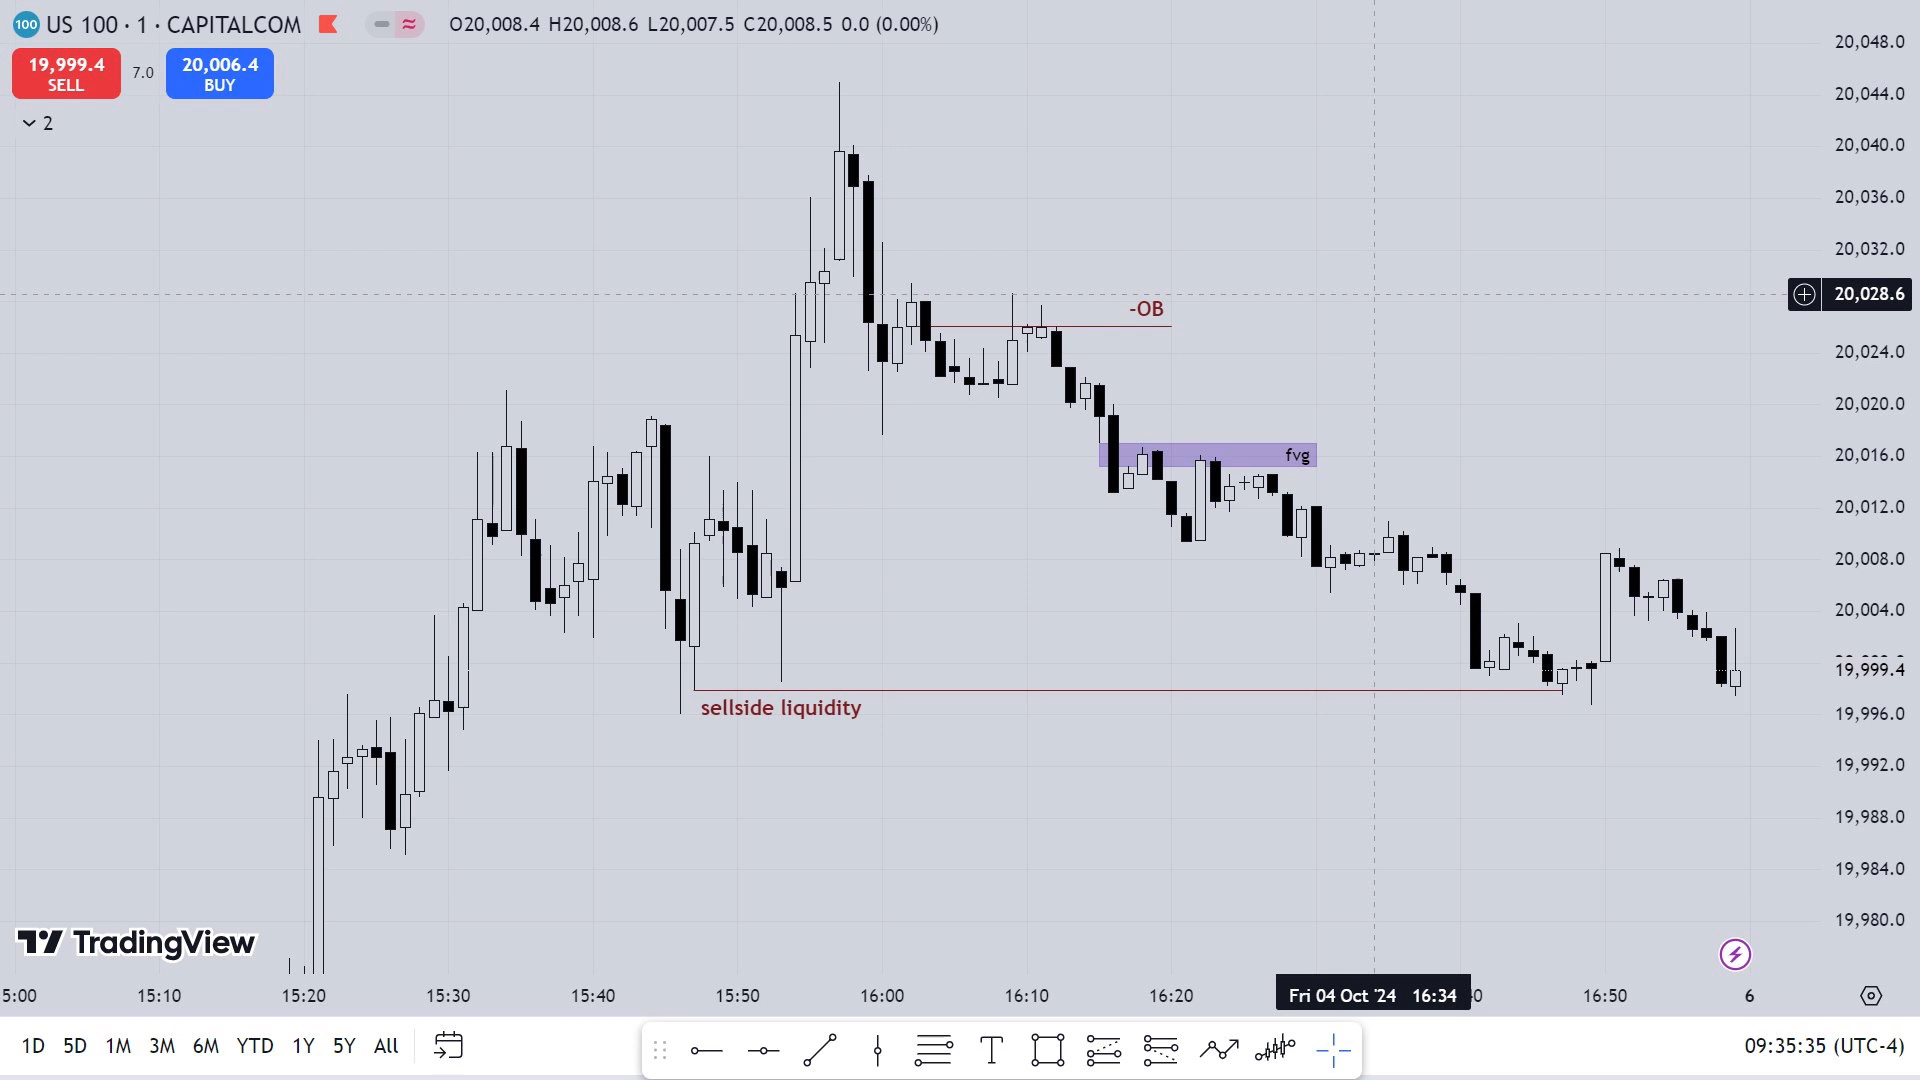 100 US 100 · 1 · CAPITALCOM O20,008.4 H20,008.6 L20,007.5 C20,008.5 0.0 (0.00%)
19,999.4 SELL 7.0 20,006.4 BUY
2
20,048.0
20,044.0
20,040.0
20,036.0
20,032.0
20,028.6
-OB
20,024.0
20,020.0
fvg
20,016.0
20,012.0
20,008.0
20,004.0
19,999.4
sellside liquidity
19,996.0
19,992.0
19,988.0
19,984.0
19,980.0
TradingView
5:00 15:10 15:20 15:30 15:40 15:50 16:00 16:10 16:20 Fri 04 Oct '24 16:34 40 16:50 6
1D 5D 1M 3M 6M YTD 1Y 5Y All 09:35:35 (UTC-4)